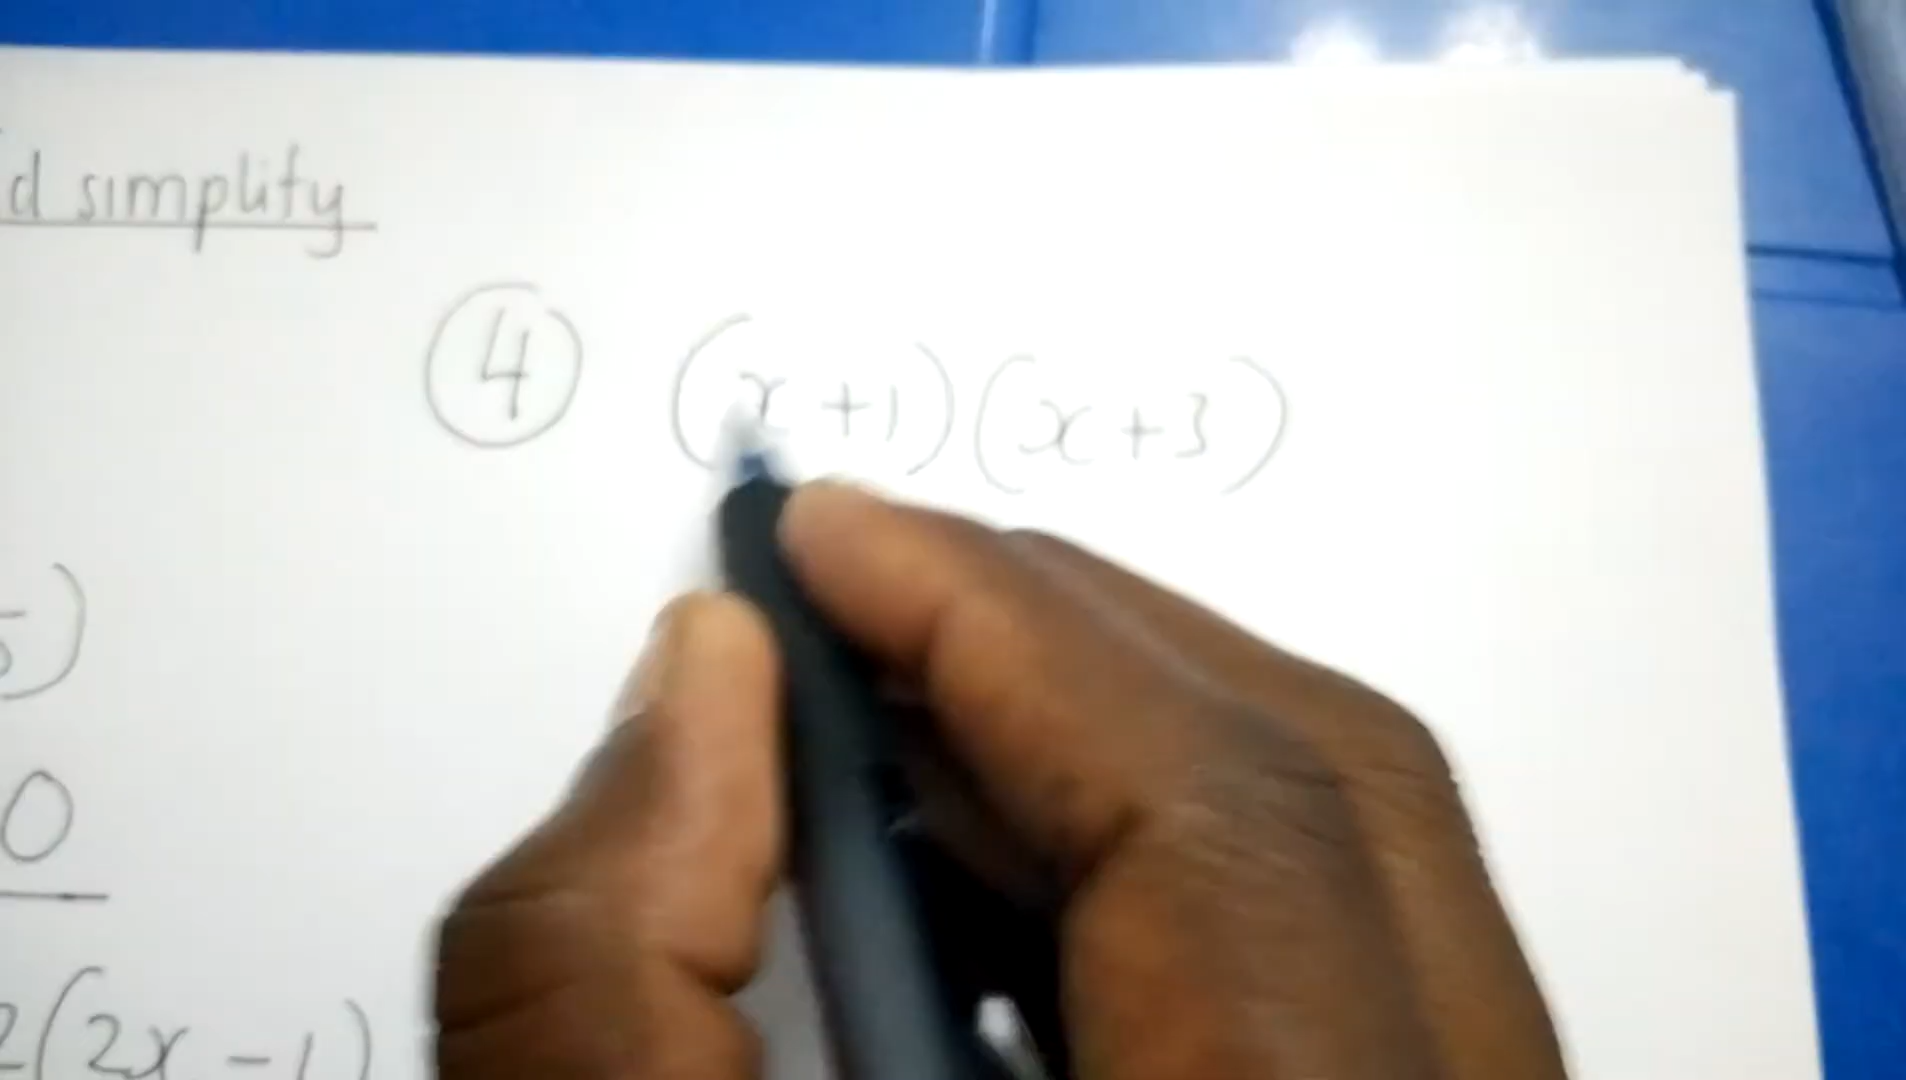 d simplify
④ (x+1)(x+3)
)
0
2(2x-1)